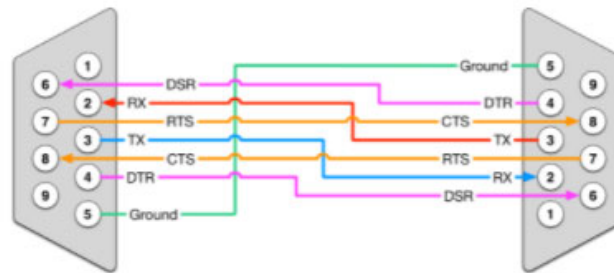 1 Ground 5
6 DSR 9
2 RX DTR 4
7 RTS CTS 8
3 TX TX 3
8 CTS RTS 7
4 DTR RX 2
9 DSR 6
5 Ground 1